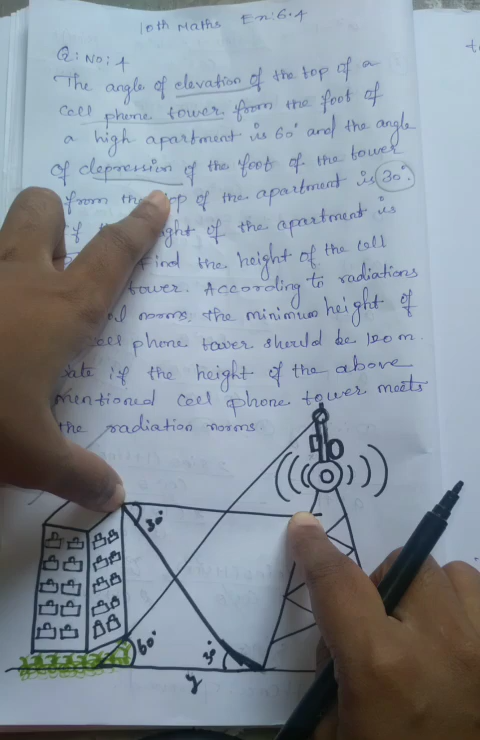 10th Maths Ex:6.4
Q: No: 4
The angle of elevation of the top of a
cell phone tower from the foot of
a high apartment is 60° and the angle
of depression of the foot of the tower
from the top of the apartment is 30°.
if the height of the apartment is
Find the height of the cell
tower. According to radiations
norms, the minimum height of
cell phone tower should be 120 m.
state if the height of the above
mentioned cell phone tower meets
the radiation norms.
30°
60°
30°
y